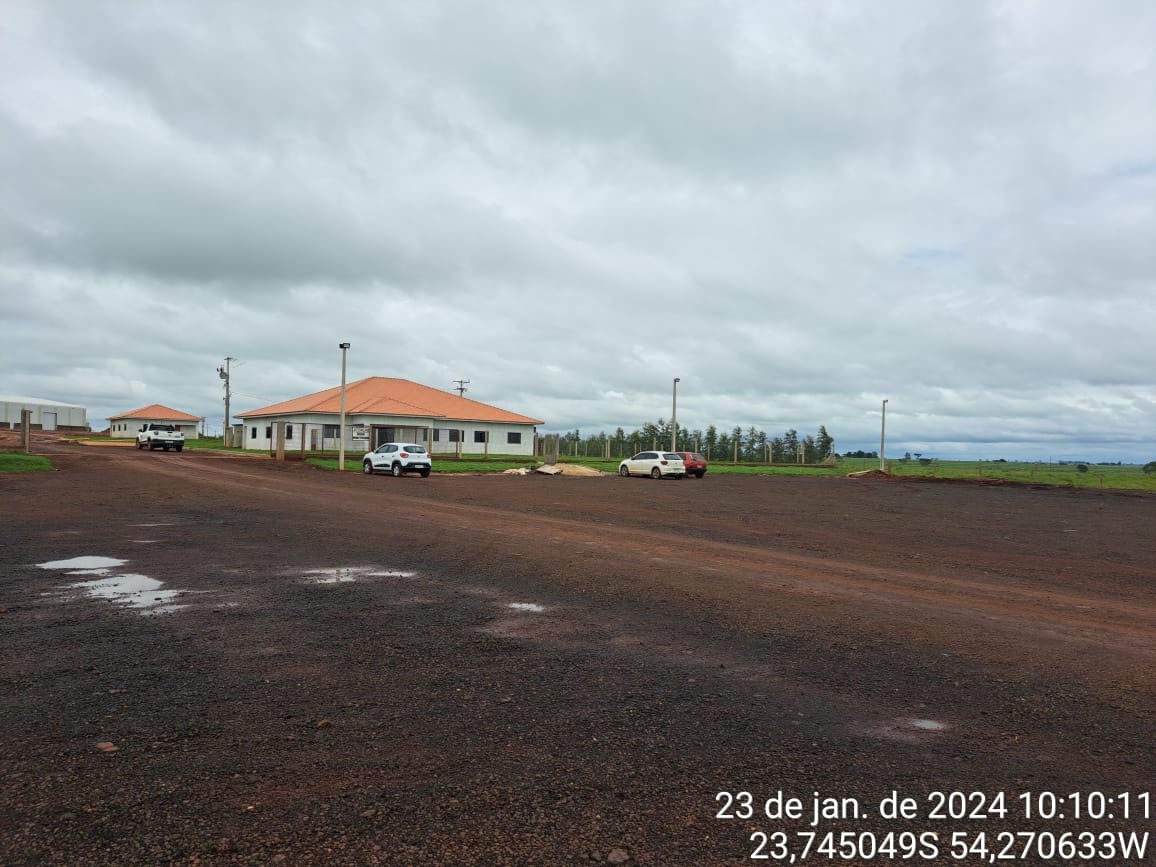 23 de jan. de 2024 10:10:11
23,745049S 54,270633W